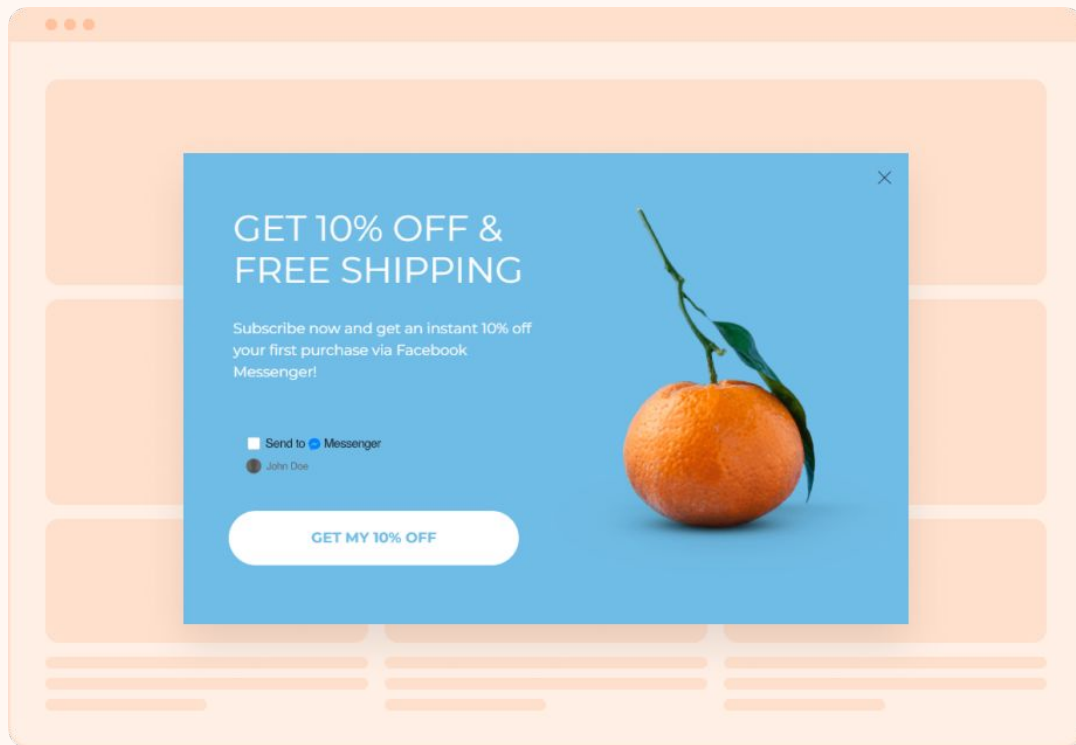 GET 10% OFF &
FREE SHIPPING
Subscribe now and get an instant 10% off
your first purchase via Facebook
Messenger!
Send to Messenger
John Doe
GET MY 10% OFF